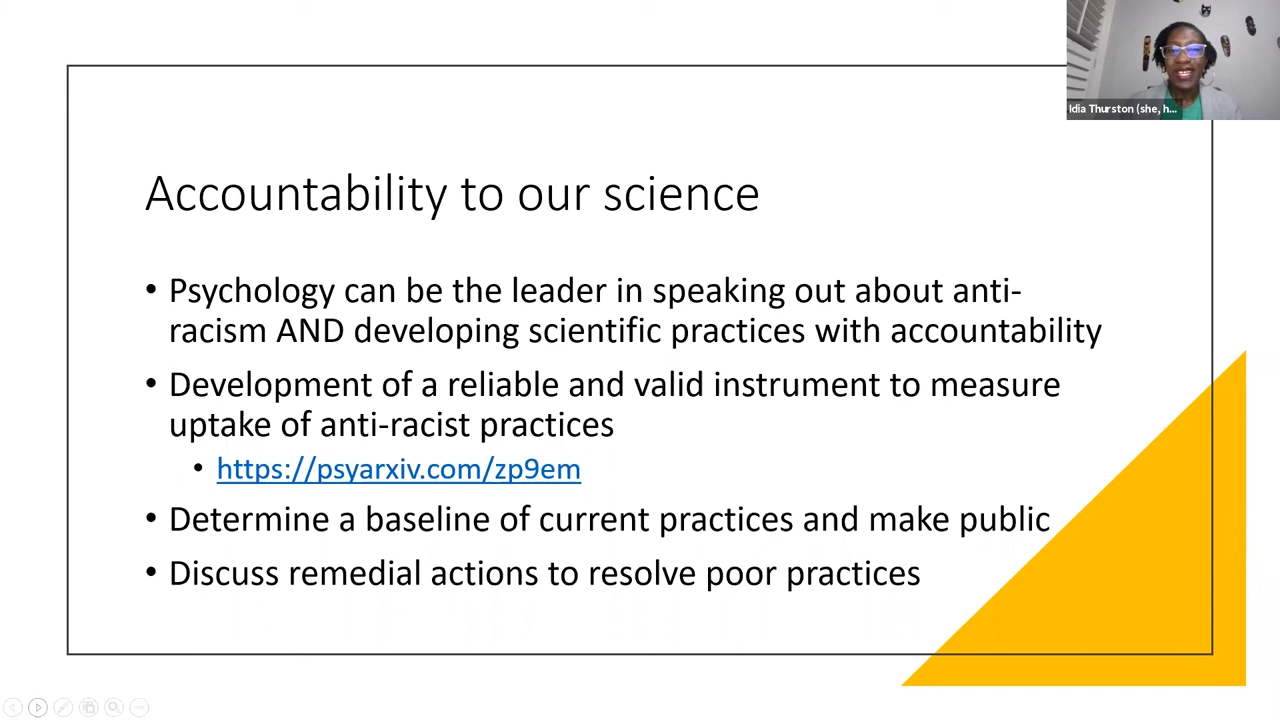 Idia Thurston (she, h...
Accountability to our science
• Psychology can be the leader in speaking out about anti-
racism AND developing scientific practices with accountability
• Development of a reliable and valid instrument to measure
uptake of anti-racist practices
• https://psyarxiv.com/zp9em
• Determine a baseline of current practices and make public
• Discuss remedial actions to resolve poor practices